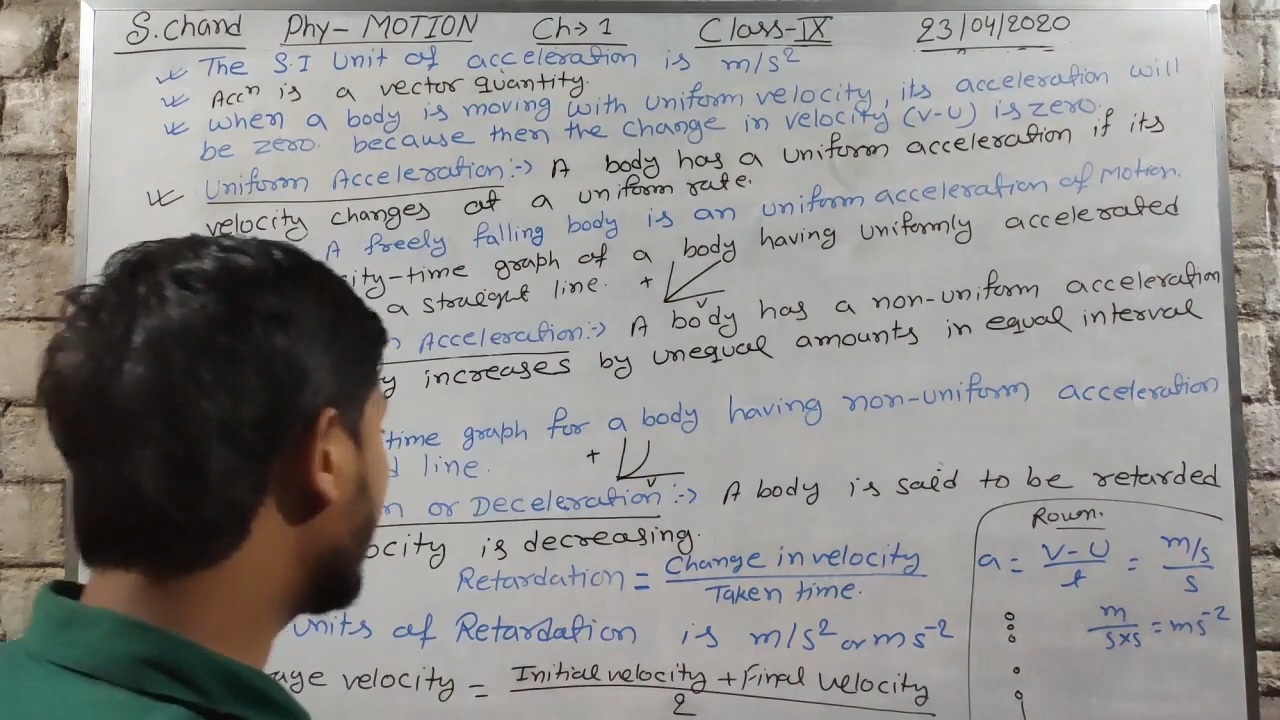 S.Chand Phy-MOTION Ch→1 Class-IX 23/04/2020
The S.I Unit of acceleration is m/s²
Accⁿ is a vector quantity.
When a body is moving with uniform velocity, its acceleration will
be zero. because then the change in velocity (V-U) is zero.
Uniform Acceleration:→ A body has a uniform acceleration if its
velocity changes at a uniform rate.
A freely falling body is an uniform acceleration of Motion.
city-time graph of a body having uniformly accelerated
a straight line. + V
n Acceleration:→ A body has a non-uniform acceleration
y increases by unequal amounts in equal interval
time graph for a body having non-uniform acceleration
d line. + V
n or Deceleration:→ A body is said to be retarded
ocity is decreasing.
Retardation = Change in velocity
Taken time.
units of Retardation is m/s² or ms⁻²
age velocity = Initial velocity + Final velocity
2
a = V-U / t = m/s / s
m / s×s = ms⁻²